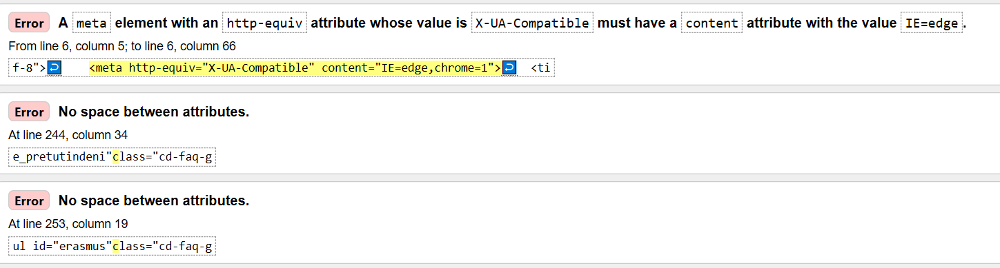 Error A meta element with an http-equiv attribute whose value is X-UA-Compatible must have a content attribute with the value IE=edge.
From line 6, column 5; to line 6, column 66
f-8">↩    <meta http-equiv="X-UA-Compatible" content="IE=edge,chrome=1">↩  <ti
Error No space between attributes.
At line 244, column 34
e_pretutindeni"class="cd-faq-g
Error No space between attributes.
At line 253, column 19
ul id="erasmus"class="cd-faq-g